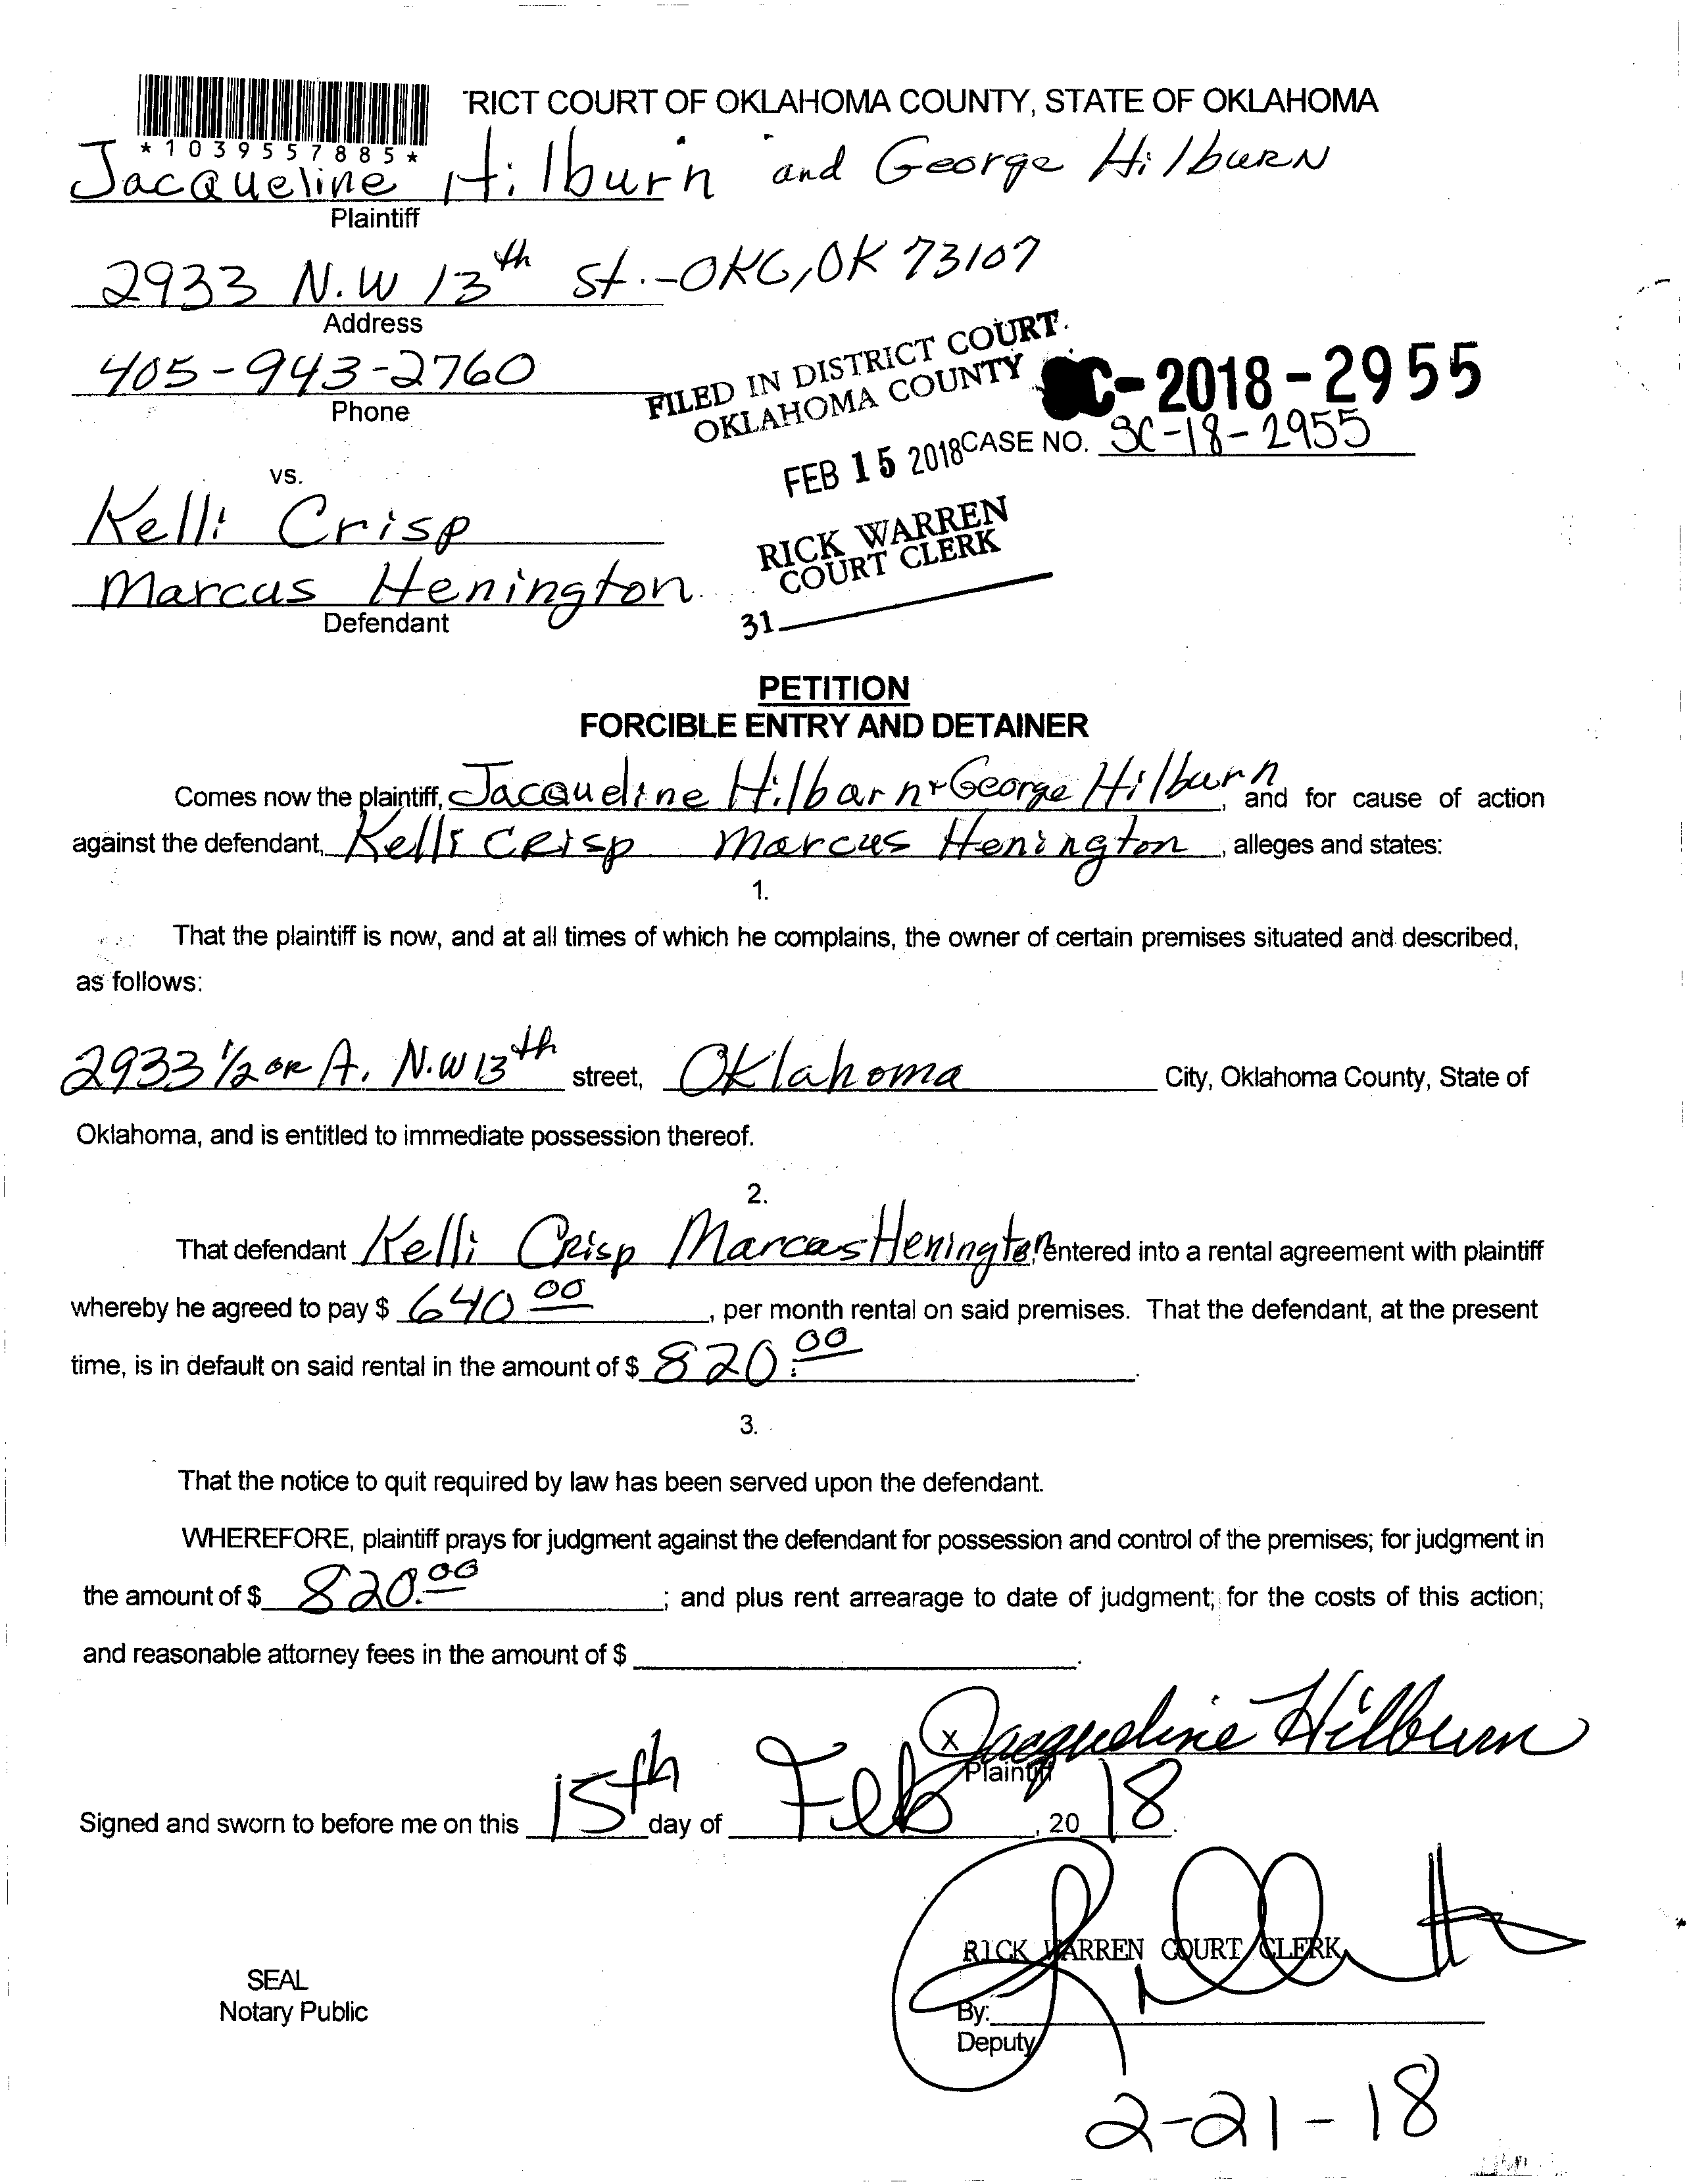 'RICT COURT OF OKLAHOMA COUNTY, STATE OF OKLAHOMA
*1039557885*
Jacqueline Hilburn and George Hilburn
Plaintiff
2933 N.W 13th St.-OKC,OK 73107
Address
405-943-2760
Phone
FILED IN DISTRICT COURT
OKLAHOMA COUNTY
C-2018-2955
FEB 15 2018
CASE NO. SC-18-2955
vs.
Kelli Crisp
RICK WARREN
COURT CLERK
Marcus Henington
Defendant
31
PETITION
FORCIBLE ENTRY AND DETAINER
Comes now the plaintiff, Jacqueline Hilburn + George Hilburn, and for cause of action
against the defendant, Kelli Crisp Marcus Henington, alleges and states:
1.
That the plaintiff is now, and at all times of which he complains, the owner of certain premises situated and described,
as follows:
2933 1/2 or A. N.W 13th street, Oklahoma City, Oklahoma County, State of
Oklahoma, and is entitled to immediate possession thereof.
2.
That defendant Kelli Crisp Marcus Henington, entered into a rental agreement with plaintiff
whereby he agreed to pay $ 640 00, per month rental on said premises. That the defendant, at the present
time, is in default on said rental in the amount of $ 820.00.
3.
That the notice to quit required by law has been served upon the defendant.
WHEREFORE, plaintiff prays for judgment against the defendant for possession and control of the premises; for judgment in
the amount of $ 820.00; and plus rent arrearage to date of judgment; for the costs of this action;
and reasonable attorney fees in the amount of $ .
x Jacqueline Hilburn
Plaintiff
Signed and sworn to before me on this 15th day of Feb, 20 18.
RICK WARREN COURT CLERK
SEAL
Notary Public
By:
Deputy
2-21-18